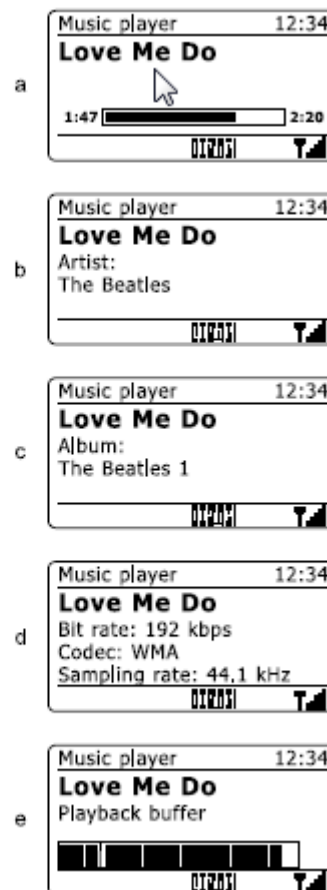 Music player 12:34
Love Me Do
a
1:47 2:20
Music player 12:34
Love Me Do
b
Artist:
The Beatles
Music player 12:34
Love Me Do
c
Album:
The Beatles 1
Music player 12:34
Love Me Do
d
Bit rate: 192 kbps
Codec: WMA
Sampling rate: 44.1 kHz
Music player 12:34
Love Me Do
e
Playback buffer